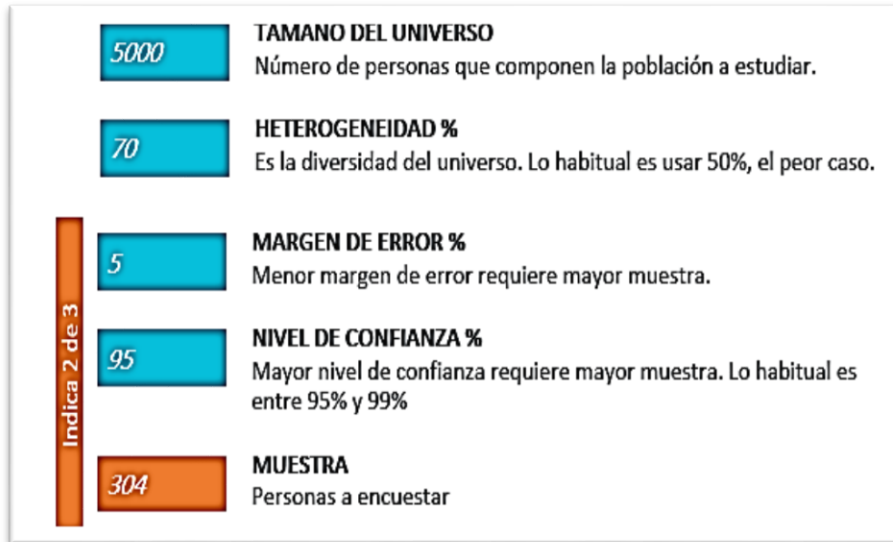 5000
TAMANO DEL UNIVERSO
Número de personas que componen la población a estudiar.
70
HETEROGENEIDAD %
Es la diversidad del universo. Lo habitual es usar 50%, el peor caso.
Indica 2 de 3
5
MARGEN DE ERROR %
Menor margen de error requiere mayor muestra.
95
NIVEL DE CONFIANZA %
Mayor nivel de confianza requiere mayor muestra. Lo habitual es
entre 95% y 99%
304
MUESTRA
Personas a encuestar